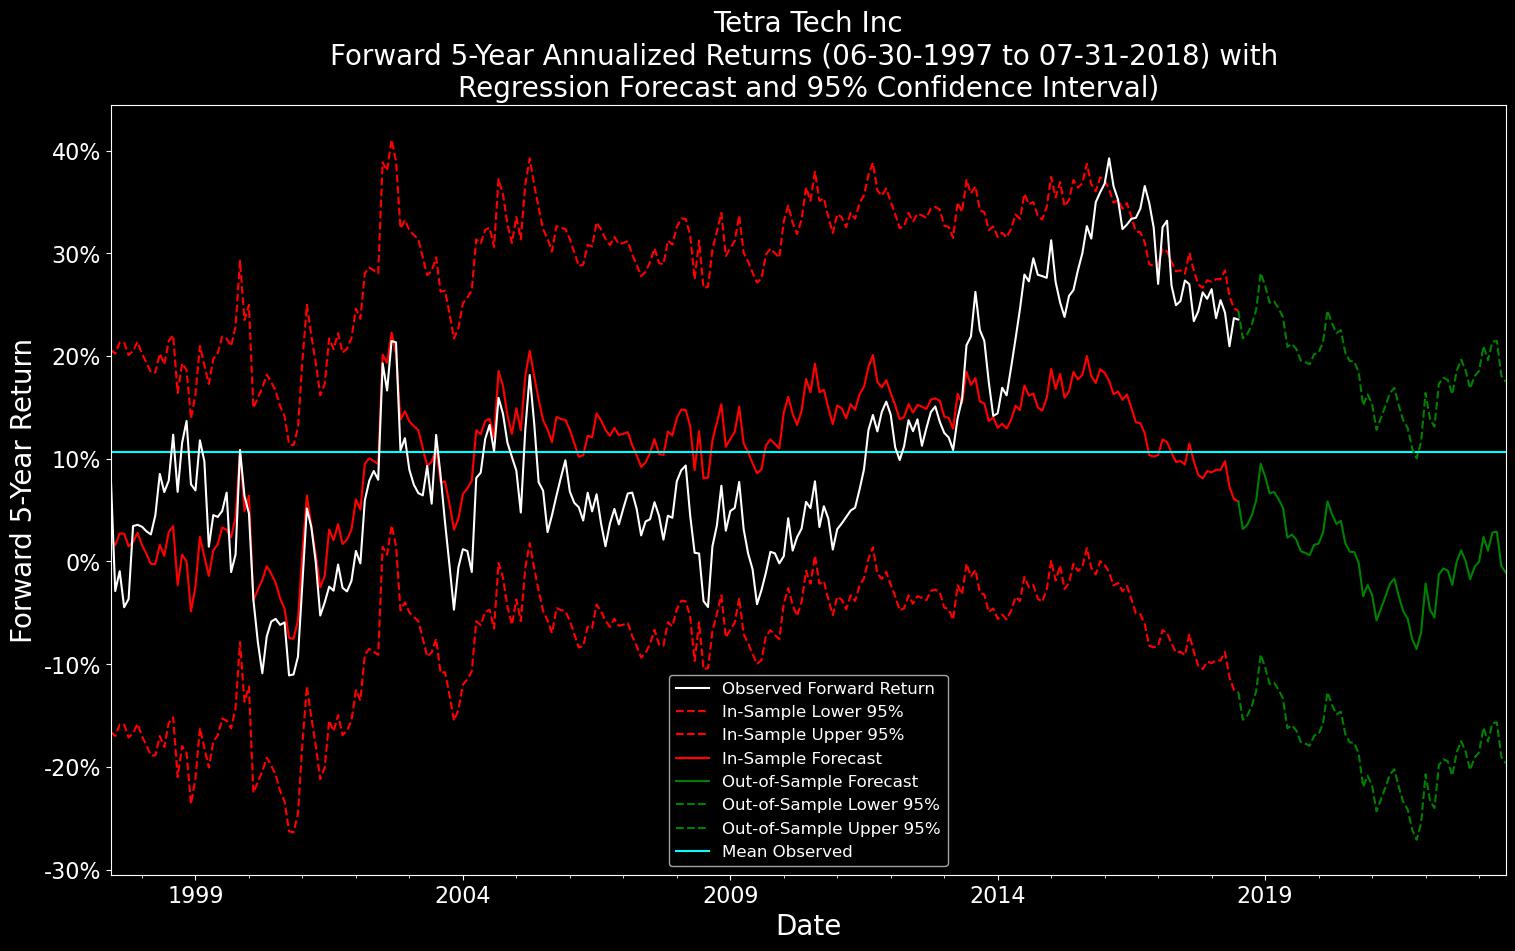 Tetra Tech Inc
Forward 5-Year Annualized Returns (06-30-1997 to 07-31-2018) with
Regression Forecast and 95% Confidence Interval)
Forward 5-Year Return
40%
30%
20%
10%
0%
-10%
-20%
-30%
Observed Forward Return
In-Sample Lower 95%
In-Sample Upper 95%
In-Sample Forecast
Out-of-Sample Forecast
Out-of-Sample Lower 95%
Out-of-Sample Upper 95%
Mean Observed
1999 2004 2009 2014 2019
Date